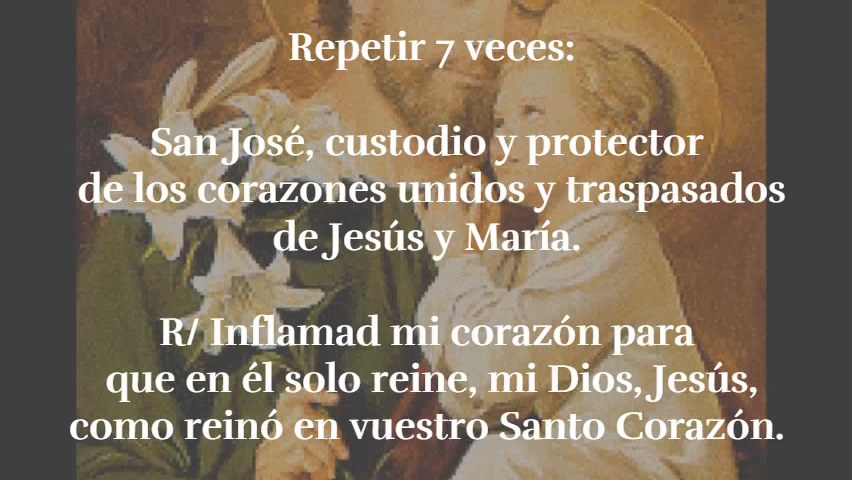 Repetir 7 veces:
San José, custodio y protector
de los corazones unidos y traspasados
de Jesús y María.
R/ Inflamad mi corazón para
que en él solo reine, mi Dios, Jesús,
como reinó en vuestro Santo Corazón.